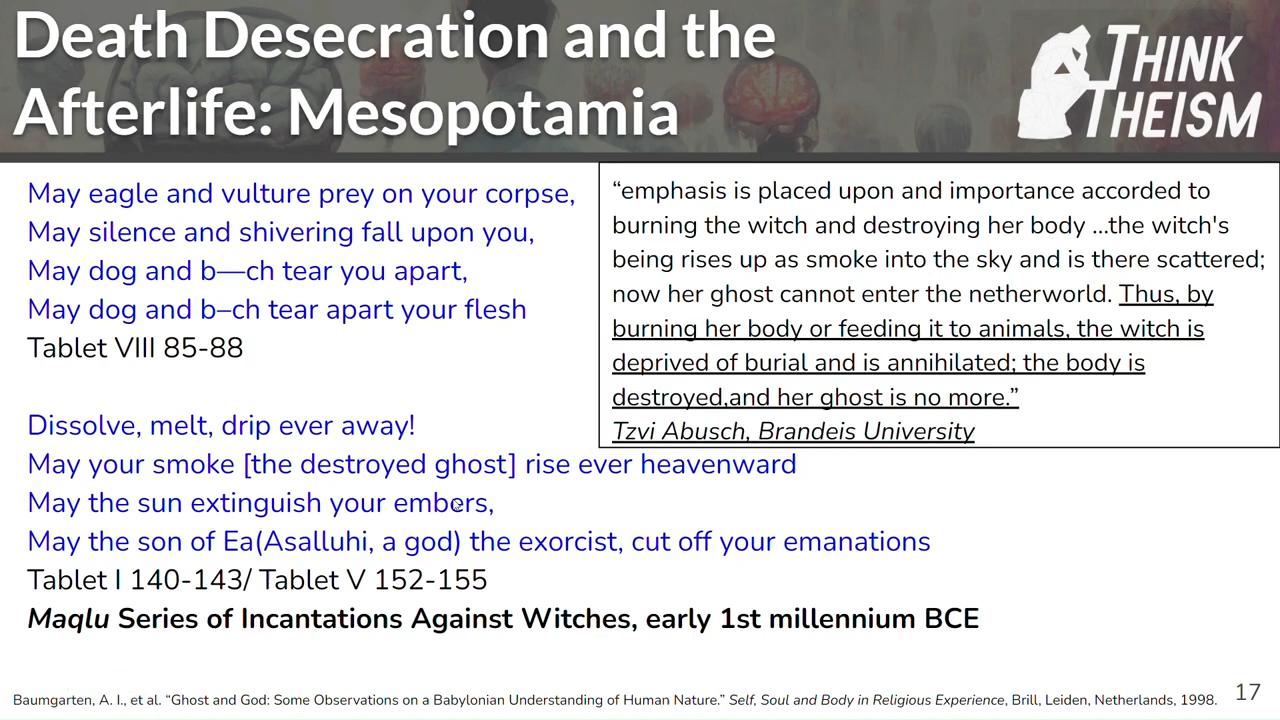 Death Desecration and the
Afterlife: Mesopotamia
THINK
THEISM
May eagle and vulture prey on your corpse,
May silence and shivering fall upon you,
May dog and b—ch tear you apart,
May dog and b–ch tear apart your flesh
Tablet VIII 85-88
“emphasis is placed upon and importance accorded to
burning the witch and destroying her body ...the witch's
being rises up as smoke into the sky and is there scattered;
now her ghost cannot enter the netherworld. Thus, by
burning her body or feeding it to animals, the witch is
deprived of burial and is annihilated; the body is
destroyed,and her ghost is no more.”
Tzvi Abusch, Brandeis University
Dissolve, melt, drip ever away!
May your smoke [the destroyed ghost] rise ever heavenward
May the sun extinguish your embers,
May the son of Ea(Asalluhi, a god) the exorcist, cut off your emanations
Tablet I 140-143/ Tablet V 152-155
Maqlu Series of Incantations Against Witches, early 1st millennium BCE
Baumgarten, A. I., et al. “Ghost and God: Some Observations on a Babylonian Understanding of Human Nature.” Self, Soul and Body in Religious Experience, Brill, Leiden, Netherlands, 1998.
17